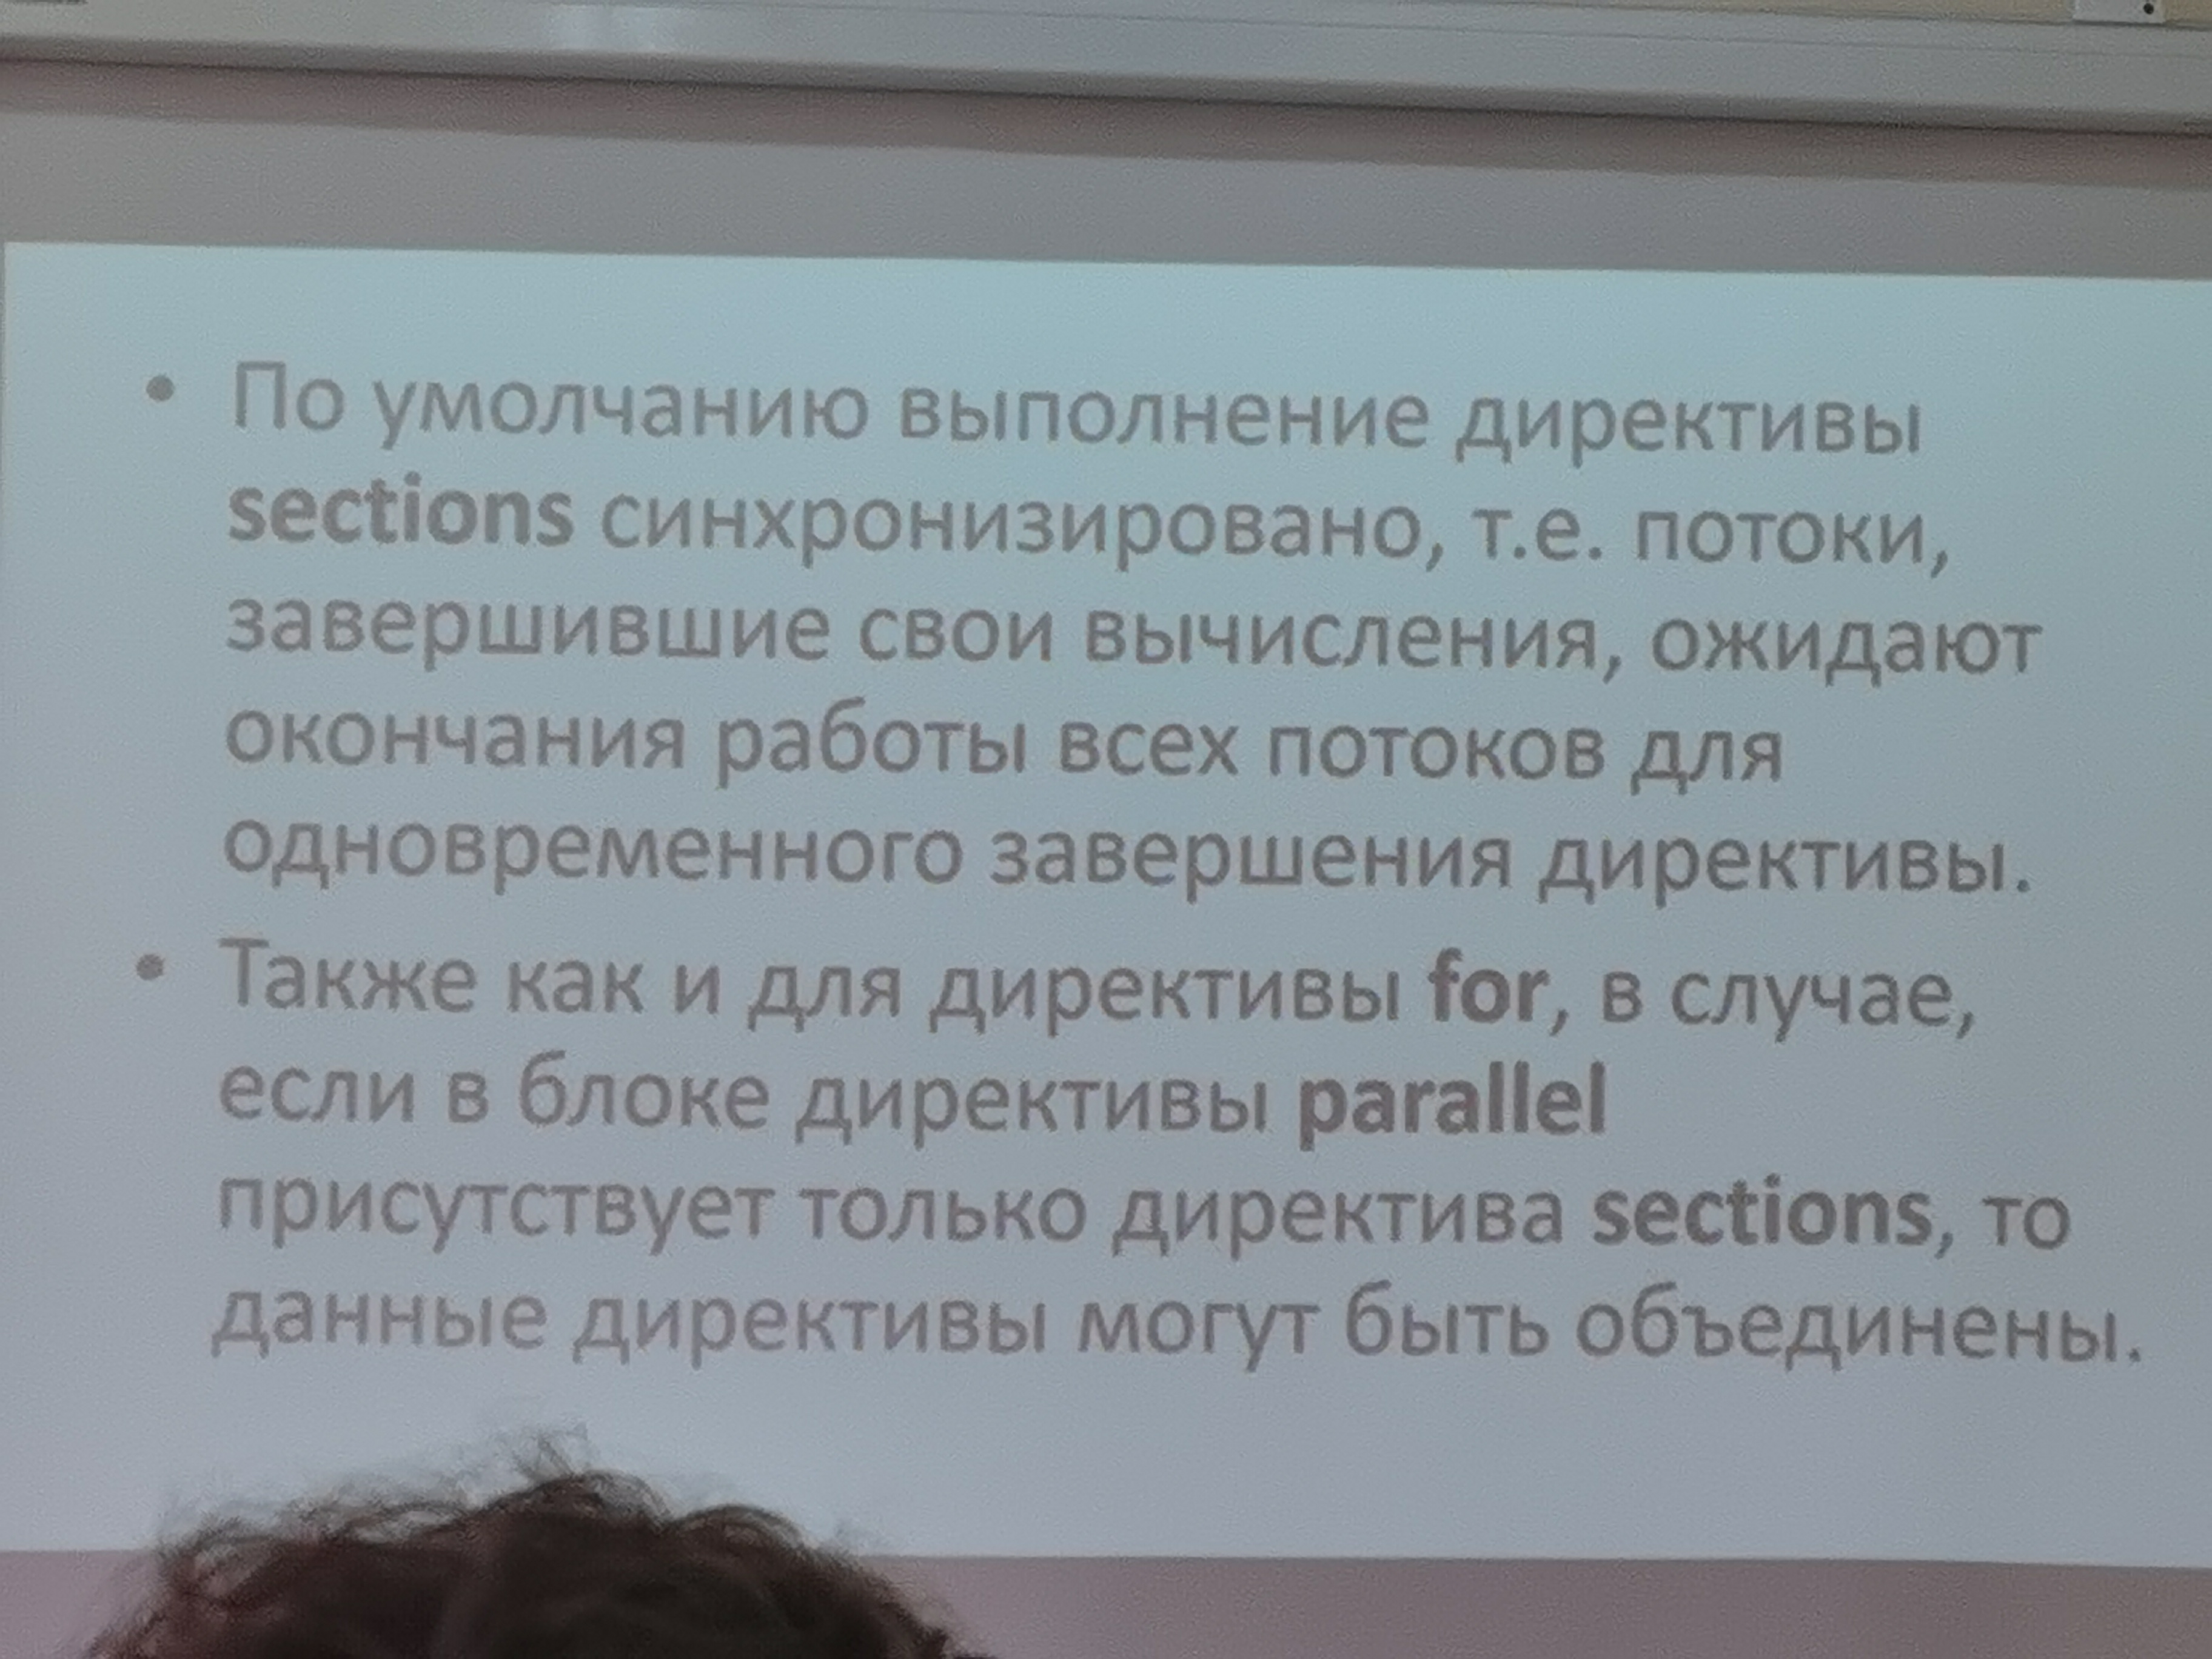 • По умолчанию выполнение директивы
sections синхронизировано, т.е. потоки,
завершившие свои вычисления, ожидают
окончания работы всех потоков для
одновременного завершения директивы.
• Также как и для директивы for, в случае,
если в блоке директивы parallel
присутствует только директива sections, то
данные директивы могут быть объединены.